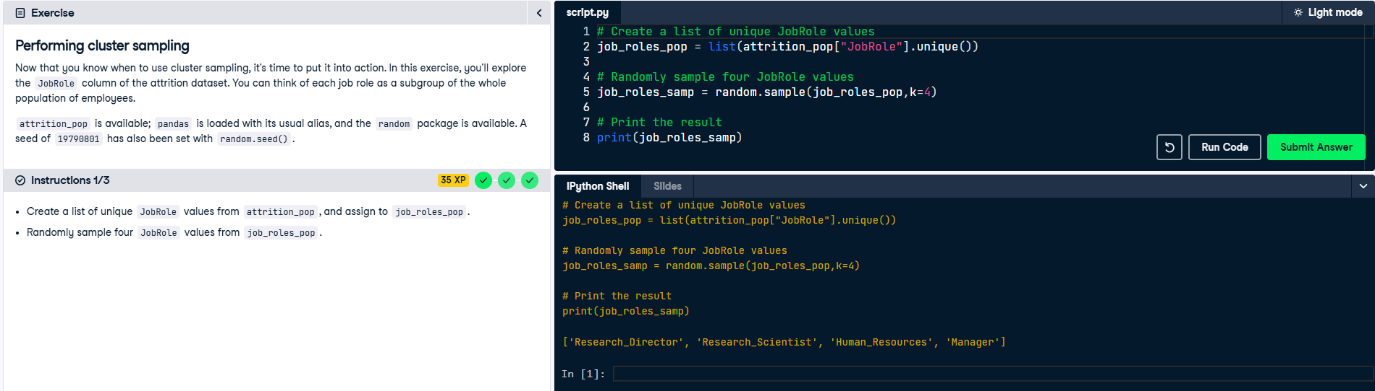 Exercise
Performing cluster sampling
Now that you know when to use cluster sampling, it's time to put it into action. In this exercise, you'll explore
the JobRole column of the attrition dataset. You can think of each job role as a subgroup of the whole
population of employees.
attrition_pop is available; pandas is loaded with its usual alias, and the random package is available. A
seed of 19790801 has also been set with random.seed().
Instructions 1/3
35 XP
Create a list of unique JobRole values from attrition_pop, and assign to job_roles_pop.
Randomly sample four JobRole values from job_roles_pop.
script.py
Light mode
1 # Create a list of unique JobRole values
2 job_roles_pop = list(attrition_pop["JobRole"].unique())
3
4 # Randomly sample four JobRole values
5 job_roles_samp = random.sample(job_roles_pop,k=4)
6
7 # Print the result
8 print(job_roles_samp)
Run Code
Submit Answer
IPython Shell
Slides
# Create a list of unique JobRole values
job_roles_pop = list(attrition_pop["JobRole"].unique())
# Randomly sample four JobRole values
job_roles_samp = random.sample(job_roles_pop,k=4)
# Print the result
print(job_roles_samp)
['Research_Director', 'Research_Scientist', 'Human_Resources', 'Manager']
In [1]: